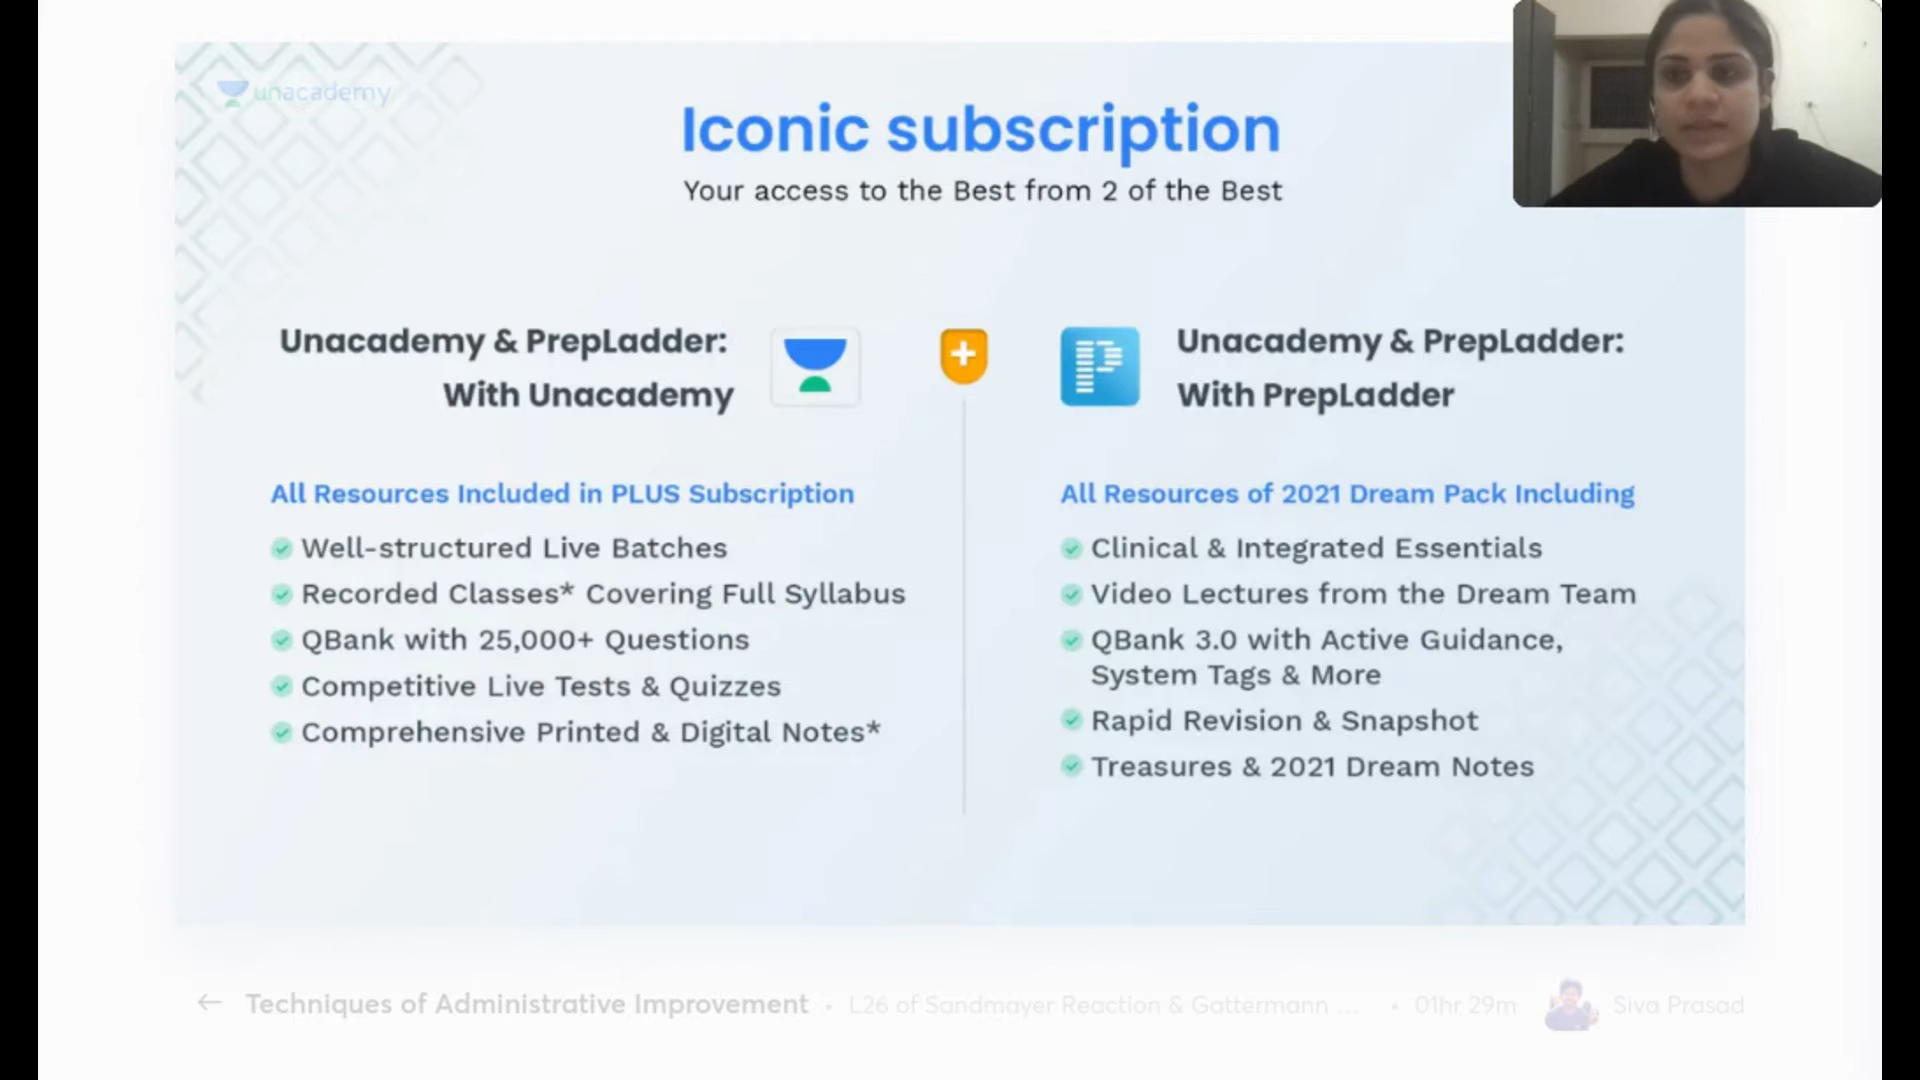 unacademy
Iconic subscription
Your access to the Best from 2 of the Best
Unacademy & PrepLadder:
With Unacademy
All Resources Included in PLUS Subscription
Well-structured Live Batches
Recorded Classes* Covering Full Syllabus
QBank with 25,000+ Questions
Competitive Live Tests & Quizzes
Comprehensive Printed & Digital Notes*
Unacademy & PrepLadder:
With PrepLadder
All Resources of 2021 Dream Pack Including
Clinical & Integrated Essentials
Video Lectures from the Dream Team
QBank 3.0 with Active Guidance,
System Tags & More
Rapid Revision & Snapshot
Treasures & 2021 Dream Notes
Techniques of Administrative Improvement • L26 of Sandmayer Reaction & Gattermann ... • 01hr 29m Siva Prasad